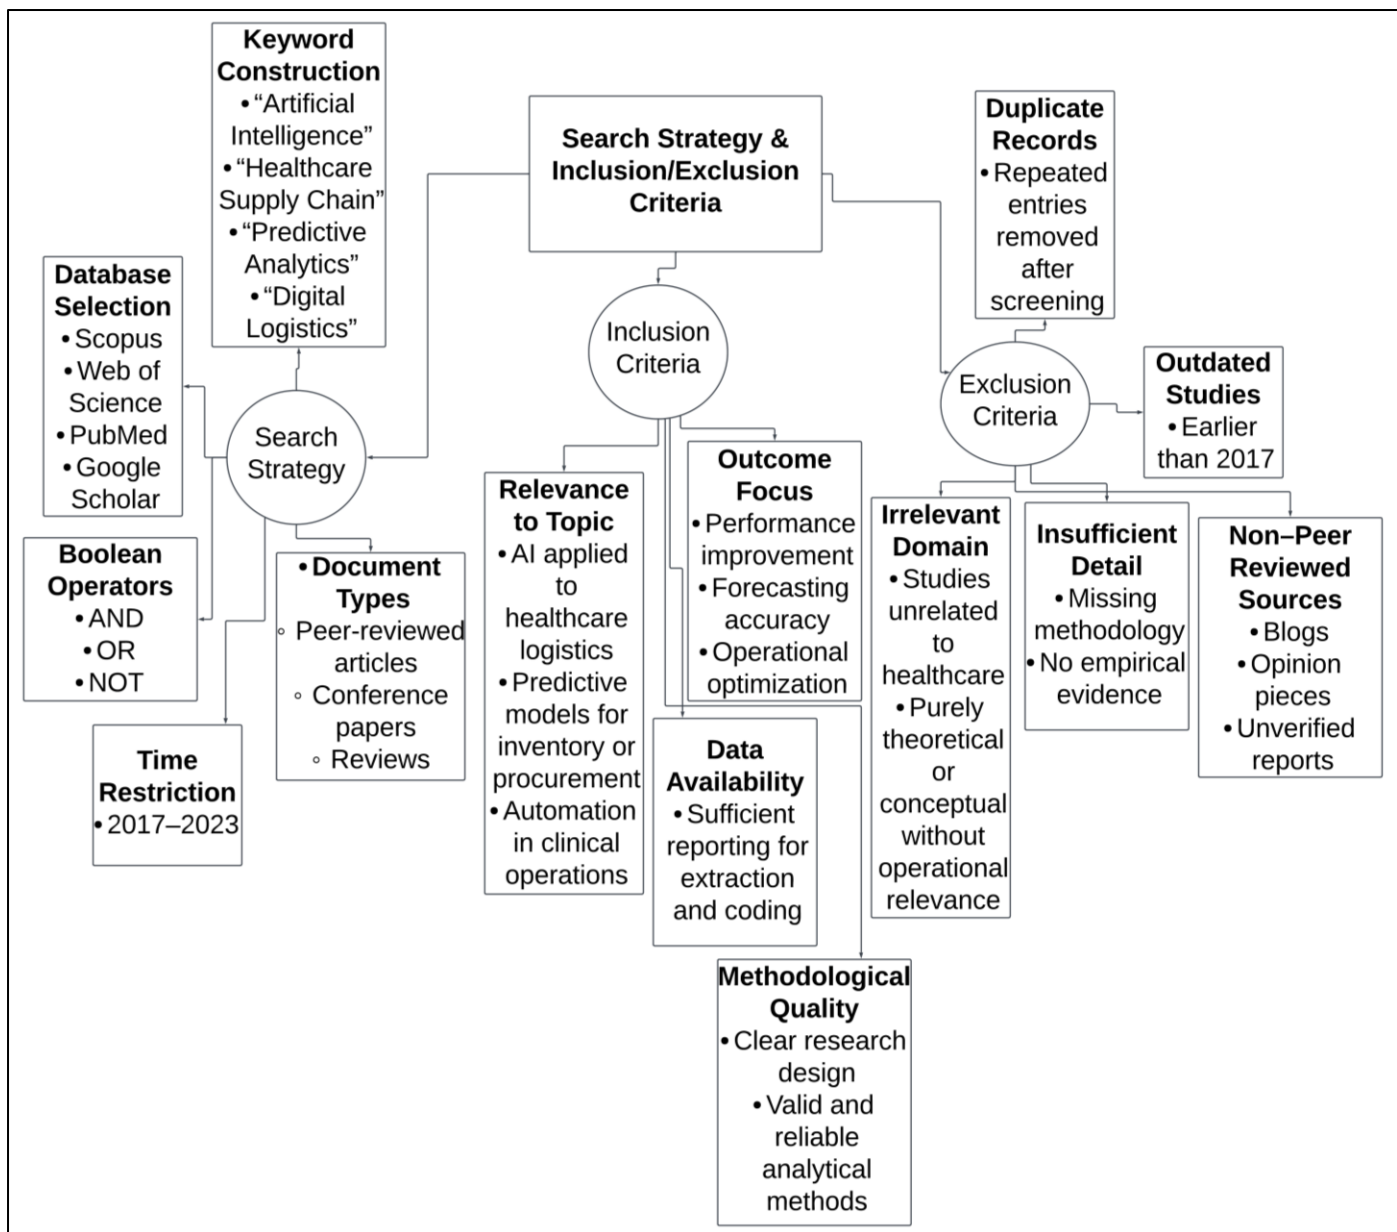 Search Strategy &
Inclusion/Exclusion
Criteria
Search
Strategy
Keyword
Construction
• “Artificial
Intelligence”
• “Healthcare
Supply Chain”
• “Predictive
Analytics”
• “Digital
Logistics”
Database
Selection
• Scopus
• Web of
Science
• PubMed
• Google
Scholar
Boolean
Operators
• AND
• OR
• NOT
Time
Restriction
• 2017–2023
• Document
Types
◦ Peer-reviewed
articles
◦ Conference
papers
◦ Reviews
Inclusion
Criteria
Relevance
to Topic
• AI applied
to
healthcare
logistics
• Predictive
models for
inventory or
procurement
• Automation
in clinical
operations
Outcome
Focus
• Performance
improvement
• Forecasting
accuracy
• Operational
optimization
Data
Availability
• Sufficient
reporting for
extraction
and coding
Methodological
Quality
• Clear research
design
• Valid and
reliable
analytical
methods
Exclusion
Criteria
Duplicate
Records
• Repeated
entries
removed
after
screening
Outdated
Studies
• Earlier
than 2017
Irrelevant
Domain
• Studies
unrelated
to
healthcare
• Purely
theoretical
or
conceptual
without
operational
relevance
Insufficient
Detail
• Missing
methodology
• No empirical
evidence
Non–Peer
Reviewed
Sources
• Blogs
• Opinion
pieces
• Unverified
reports